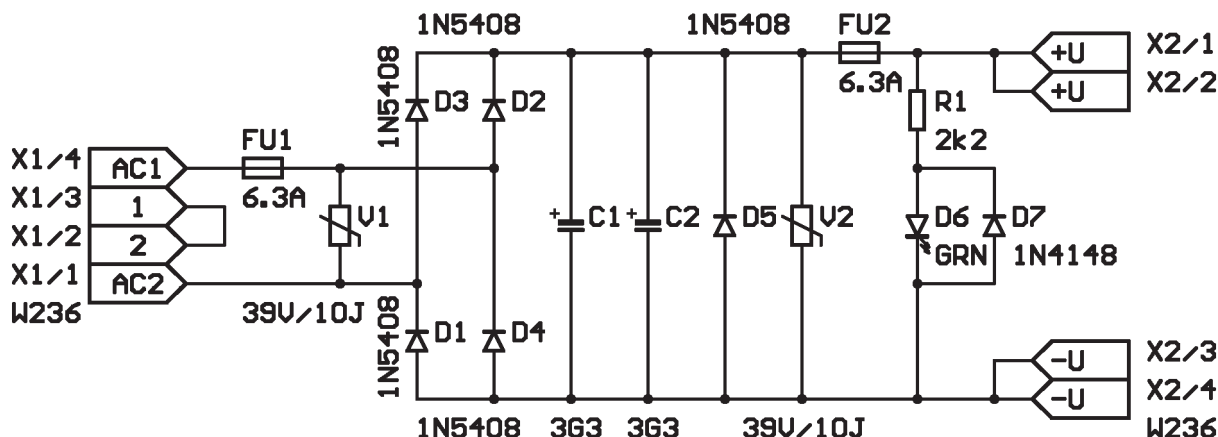 1N5408
1N5408
FU2
X2/1
+U
X2/2
+U
6.3A
1N5408
D3
D2
R1
2k2
FU1
X1/4
AC1
6.3A
X1/3
1
X1/2
2
X1/1
AC2
W236
V1
39V/10J
+
C1
+
C2
D5
V2
D6
GRN
D7
1N4148
1N5408
D1
D4
X2/3
-U
X2/4
-U
1N5408
3G3
3G3
39V/10J
W236